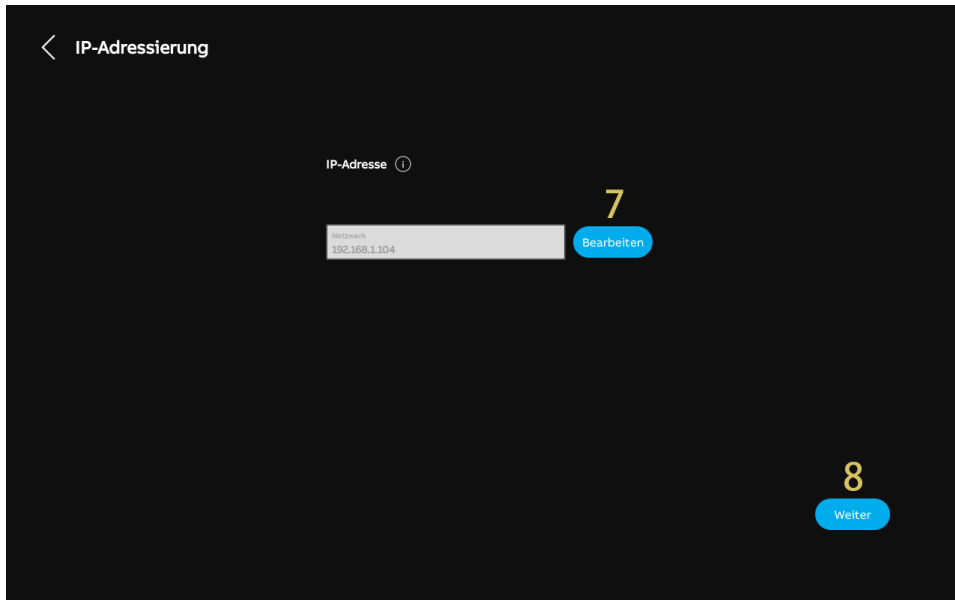 IP-Adressierung
IP-Adresse i
7
Netzwerk
192.168.1.104
Bearbeiten
8
Weiter